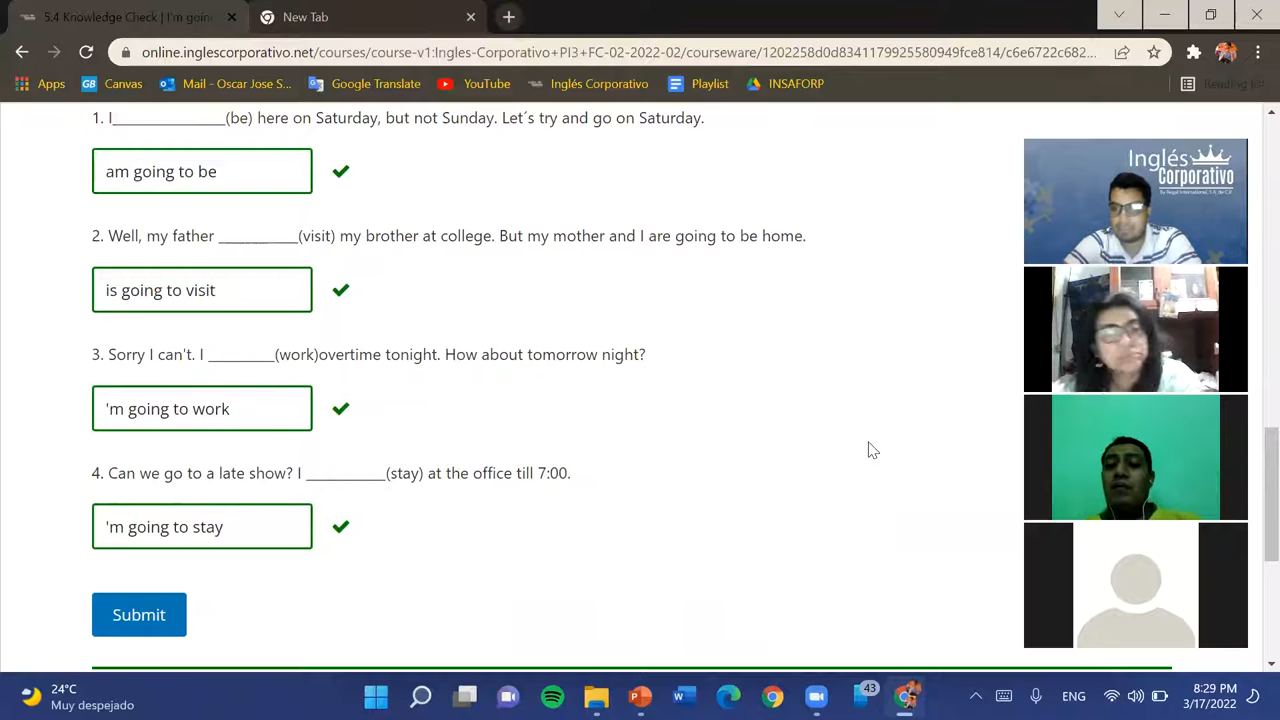 5.4 Knowledge Check | I'm goin
New Tab
online.inglescorporativo.net/courses/course-v1:Ingles-Corporativo+PI3+FC-02-2022-02/courseware/1202258d0d8341179925580949fce814/c6e6722c682...
Apps
Canvas
Mail - Oscar Jose S...
Google Translate
YouTube
Inglés Corporativo
Playlist
INSAFORP
Reading list
1. I______________(be) here on Saturday, but not Sunday. Let´s try and go on Saturday.
am going to be
2. Well, my father __________(visit) my brother at college. But my mother and I are going to be home.
is going to visit
3. Sorry I can't. I ________(work)overtime tonight. How about tomorrow night?
'm going to work
4. Can we go to a late show? I __________(stay) at the office till 7:00.
'm going to stay
Submit
Inglés
Corporativo
24°C
Muy despejado
43
ENG
8:29 PM
3/17/2022